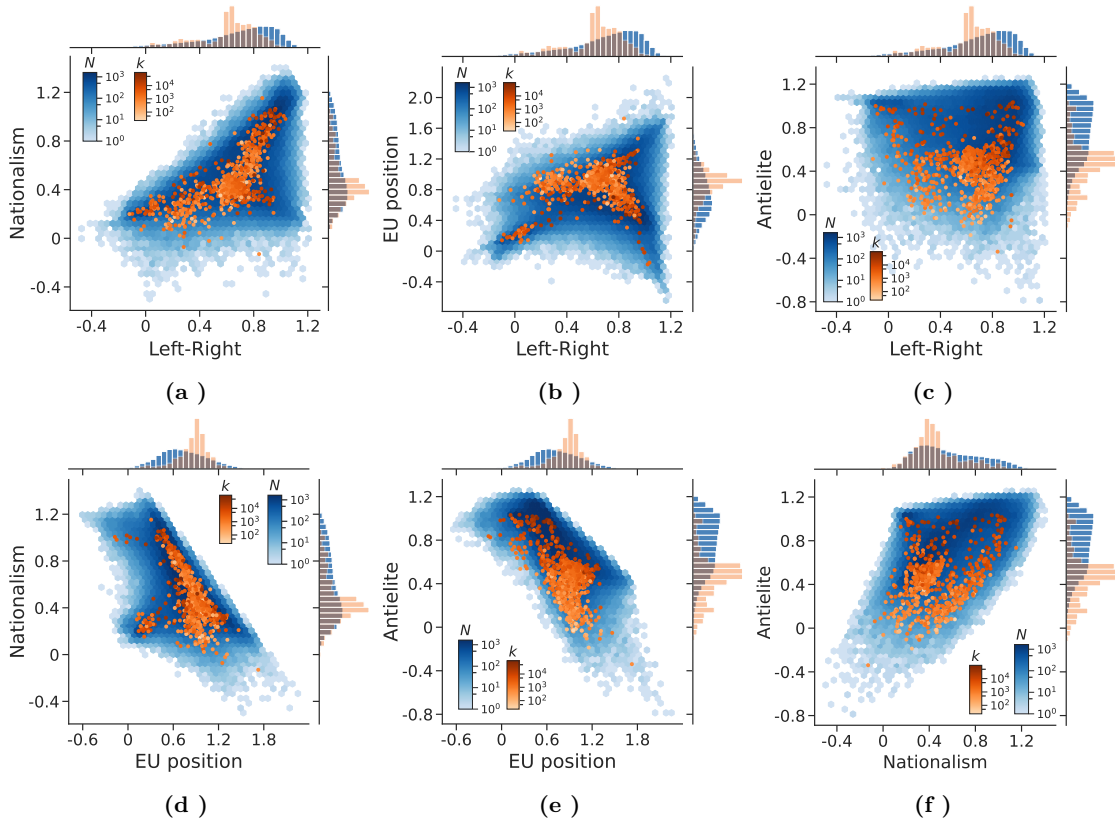 N k
10³ 10⁴
10² 10³
10¹ 10²
10⁰
Nationalism
1.2
0.8
0.4
0
-0.4
-0.4 0 0.4 0.8 1.2
Left-Right
(a )
N k
10³ 10⁴
10² 10³
10¹ 10²
10⁰
EU position
2.0
1.6
1.2
0.8
0.4
0
-0.4
-0.4 0 0.4 0.8 1.2
Left-Right
(b )
Antielite
1.2
0.8
0.4
0
-0.4
-0.8
N k
10³ 10⁴
10² 10³
10¹ 10²
10⁰
-0.4 0 0.4 0.8 1.2
Left-Right
(c )
k N
10⁴ 10³
10³ 10²
10² 10¹
10⁰
Nationalism
1.2
0.8
0.4
0
-0.4
-0.6 0 0.6 1.2 1.8
EU position
(d )
Antielite
1.2
0.8
0.4
0
-0.4
-0.8
N k
10³ 10⁴
10² 10³
10¹ 10²
10⁰
-0.6 0 0.6 1.2 1.8
EU position
(e )
Antielite
1.2
0.8
0.4
0
-0.4
-0.8
k N
10⁴ 10³
10³ 10²
10² 10¹
10⁰
-0.4 0 0.4 0.8 1.2
Nationalism
(f )